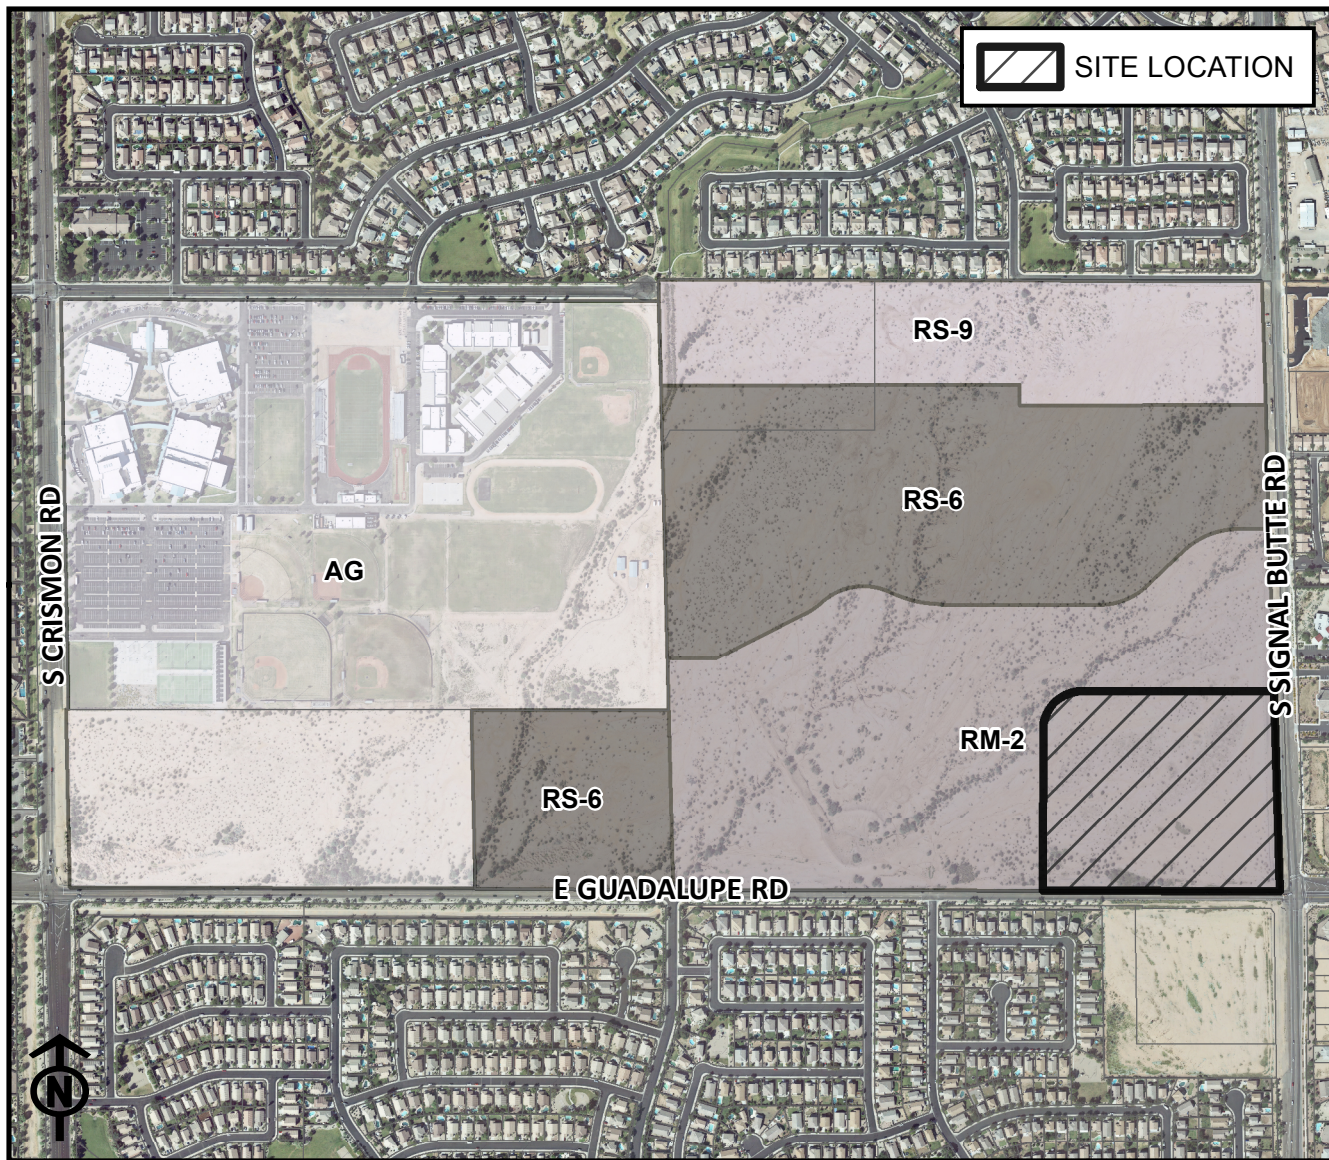 SITE LOCATION
RS-9
RS-6
S CRISMON RD
S SIGNAL BUTTE RD
AG
RM-2
RS-6
E GUADALUPE RD
N